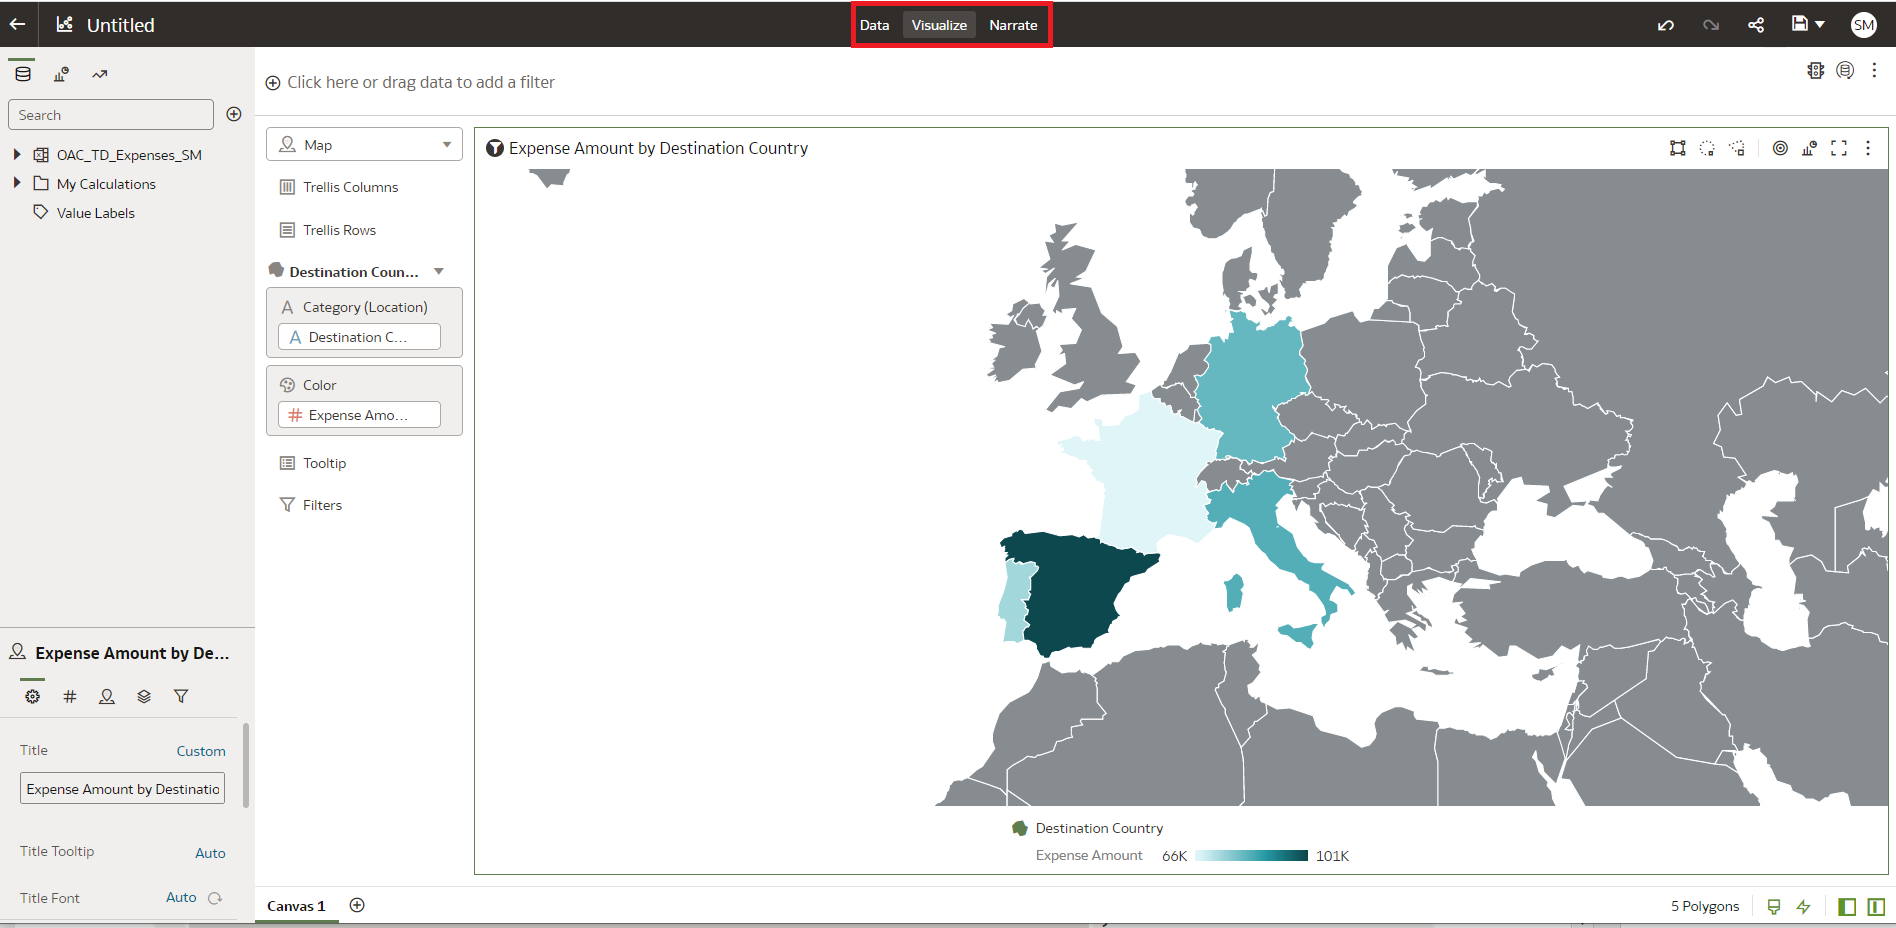 Untitled
Data
Visualize
Narrate
SM
Search
OAC_TD_Expenses_SM
My Calculations
Value Labels
Click here or drag data to add a filter
Map
Trellis Columns
Trellis Rows
Destination Coun...
Category (Location)
Destination C...
Color
Expense Amo...
Tooltip
Filters
Expense Amount by Destination Country
Destination Country
Expense Amount 66K 101K
Expense Amount by De...
Title Custom
Expense Amount by Destinatio
Title Tooltip Auto
Title Font Auto
Canvas 1
5 Polygons